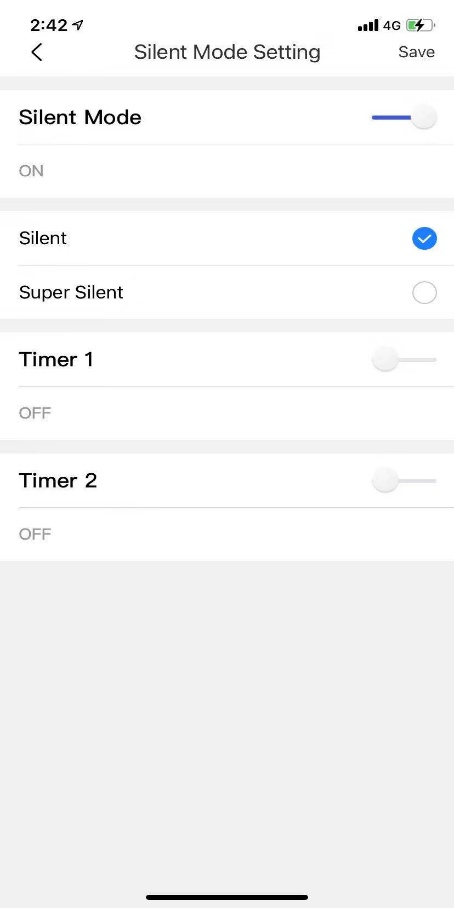 2:42 4G
Silent Mode Setting Save
Silent Mode
ON
Silent
Super Silent
Timer 1
OFF
Timer 2
OFF